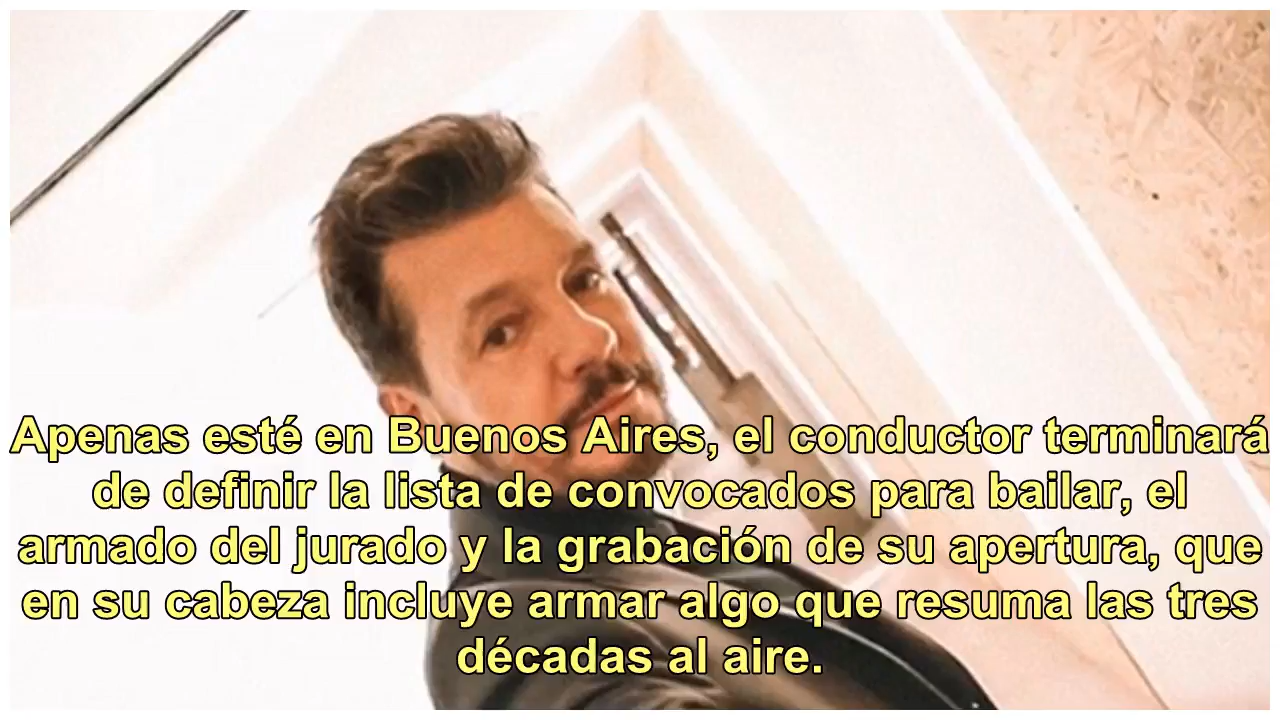 Apenas esté en Buenos Aires, el conductor terminará
de definir la lista de convocados para bailar, el
armado del jurado y la grabación de su apertura, que
en su cabeza incluye armar algo que resuma las tres
décadas al aire.